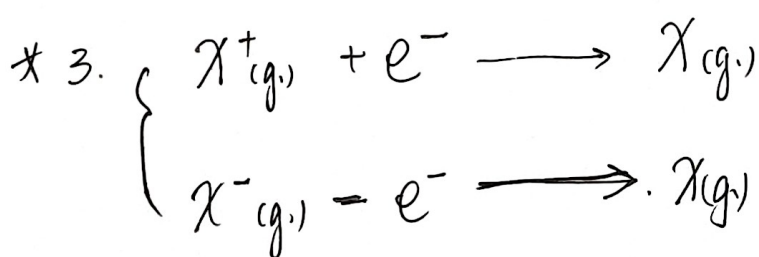 * 3. { X⁺(g.) + e⁻ ⟶ X(g.)
X⁻(g.) - e⁻ ⟶. X(g.)